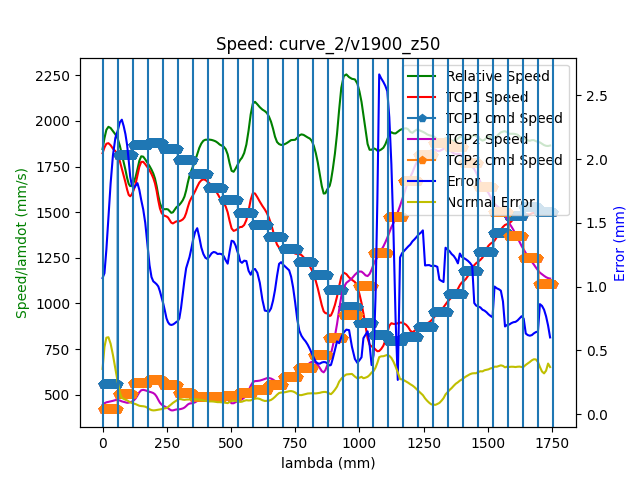 Speed: curve_2/v1900_z50
Speed/lamdot (mm/s)
2250
2000
1750
1500
1250
1000
750
500
Relative Speed
TCP1 Speed
TCP1 cmd Speed
TCP2 Speed
TCP2 cmd Speed
Error
Normal Error
2.5
2.0
1.5
1.0
0.5
0.0
Error (mm)
0 250 500 750 1000 1250 1500 1750
lambda (mm)